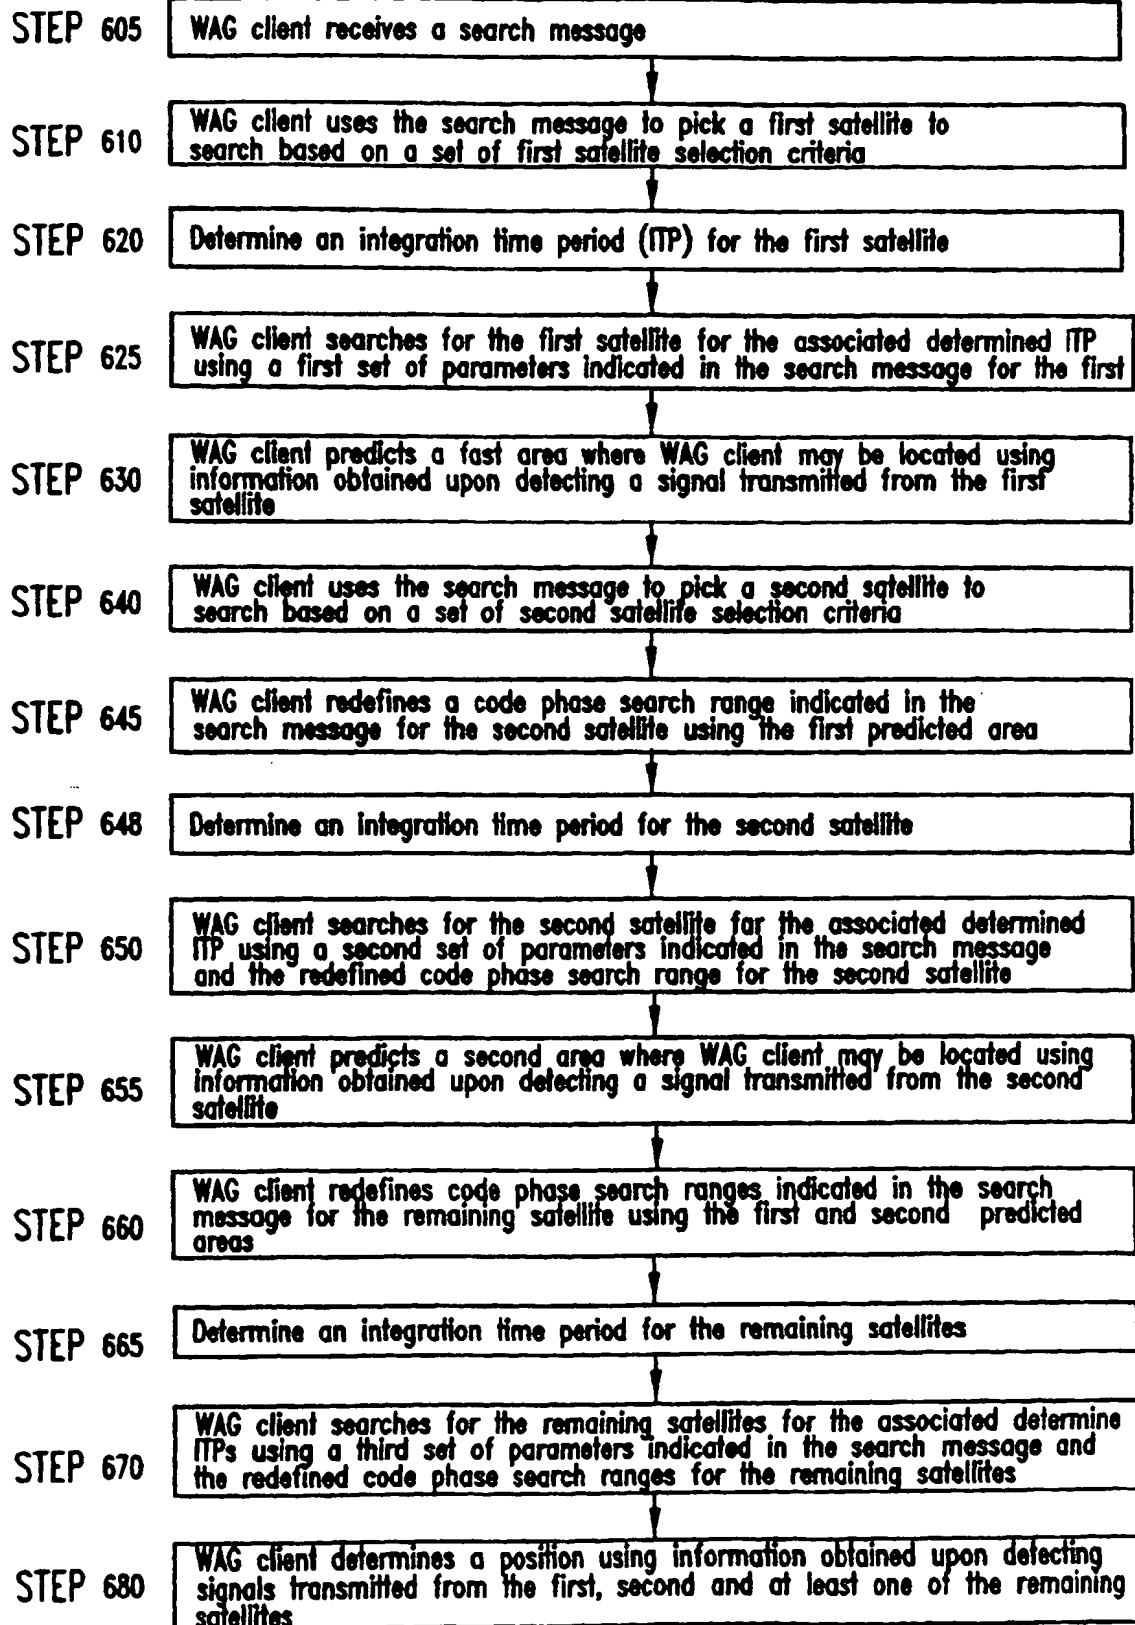 STEP 605
WAG client receives a search message
STEP 610
WAG client uses the search message to pick a first satellite to
search based on a set of first satellite selection criteria
STEP 620
Determine an integration time period (ITP) for the first satellite
STEP 625
WAG client searches for the first satellite for the associated determined ITP
using a first set of parameters indicated in the search message for the first
STEP 630
WAG client predicts a fast area where WAG client may be located using
information obtained upon detecting a signal transmitted from the first
satellite
STEP 640
WAG client uses the search message to pick a second satellite to
search based on a set of second satellite selection criteria
STEP 645
WAG client redefines a code phase search range indicated in the
search message for the second satellite using the first predicted area
STEP 648
Determine an integration time period for the second satellite
STEP 650
WAG client searches for the second satellite far the associated determined
ITP using a second set of parameters indicated in the search message
and the redefined code phase search range for the second satellite
STEP 655
WAG client predicts a second area where WAG client may be located using
information obtained upon detecting a signal transmitted from the second
satellite
STEP 660
WAG client redefines code phase search ranges indicated in the search
message for the remaining satellite using the first and second predicted
areas
STEP 665
Determine an integration time period for the remaining satellites
STEP 670
WAG client searches for the remaining satellites for the associated determine
ITPs using a third set of parameters indicated in the search message and
the redefined code phase search ranges for the remaining satellites
STEP 680
WAG client determines a position using information obtained upon detecting
signals transmitted from the first, second and at least one of the remaining
satellites